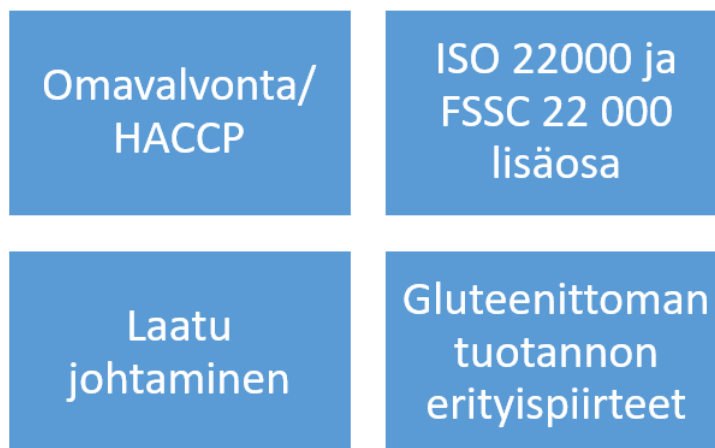 Omavalvonta/
HACCP
ISO 22000 ja
FSSC 22 000
lisäosa
Laatu
johtaminen
Gluteenittoman
tuotannon
erityispiirteet